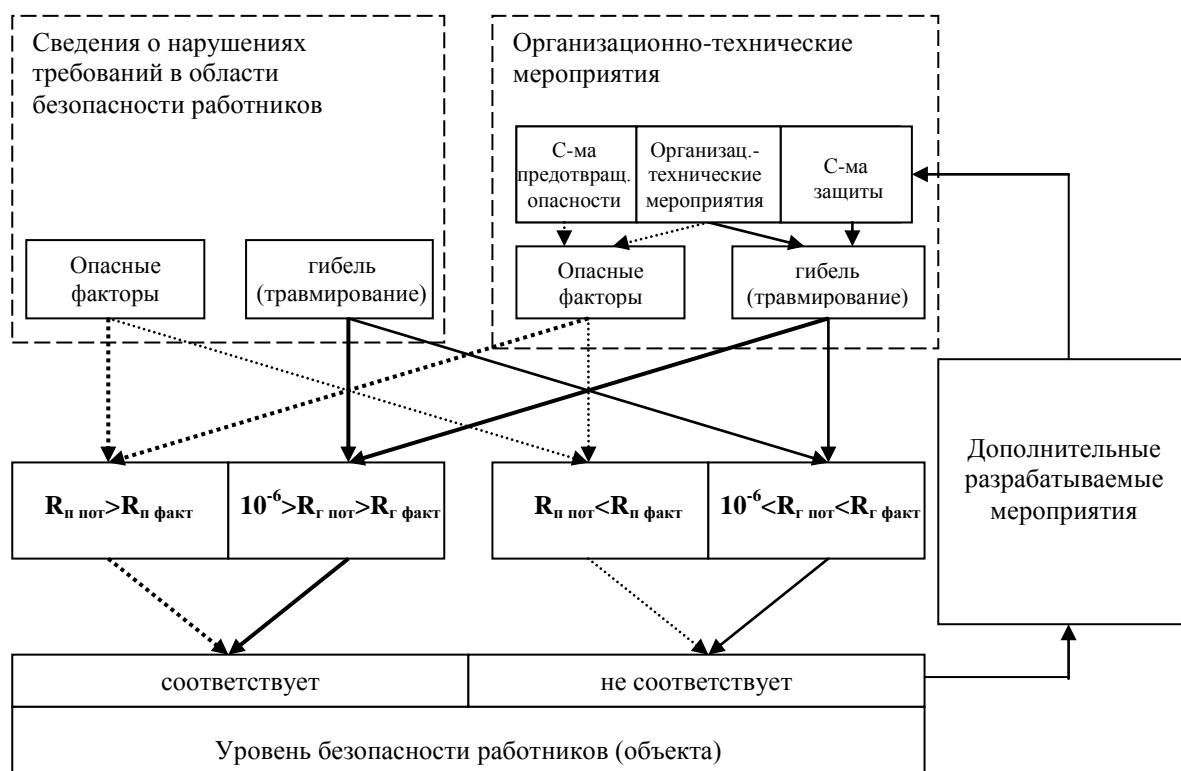 Сведения о нарушениях
требований в области
безопасности работников
Организационно-технические
мероприятия
С-ма
предотвращ.
опасности
Организац.-
технические
мероприятия
С-ма
защиты
Опасные
факторы
гибель
(травмирование)
Опасные
факторы
гибель
(травмирование)
Rп пот>Rп факт
10-6>Rг пот>Rг факт
Rп пот<Rп факт
10-6<Rг пот<Rг факт
Дополнительные
разрабатываемые
мероприятия
соответствует
не соответствует
Уровень безопасности работников (объекта)